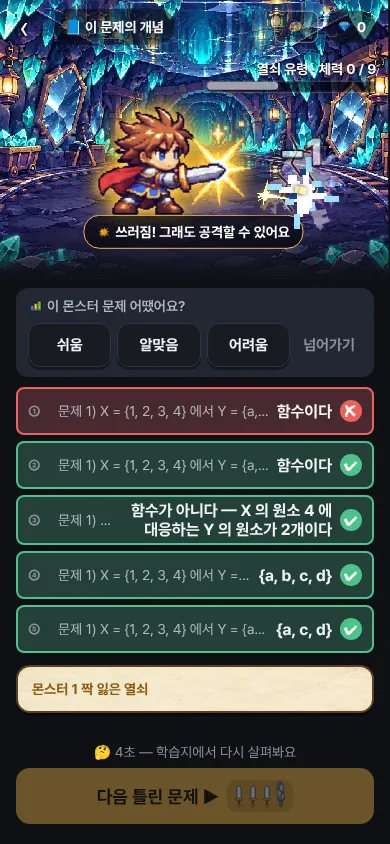 이 문제의 개념
0
열쇠 유령 · 체력 0 / 9
-1
쓰러짐! 그래도 공격할 수 있어요
이 몬스터 문제 어땠어요?
쉬움
알맞음
어려움
넘어가기
① 문제 1) X = {1, 2, 3, 4} 에서 Y = {a,... 함수이다
② 문제 1) X = {1, 2, 3, 4} 에서 Y = {a,... 함수이다
③ 문제 1) ... 함수가 아니다 — X 의 원소 4 에
대응하는 Y 의 원소가 2개이다
④ 문제 1) X = {1, 2, 3, 4} 에서 Y =... {a, b, c, d}
⑤ 문제 1) X = {1, 2, 3, 4} 에서 Y = {a... {a, c, d}
몬스터 1 짝 잃은 열쇠
🤔 4초 — 학습지에서 다시 살펴봐요
다음 틀린 문제 ▶